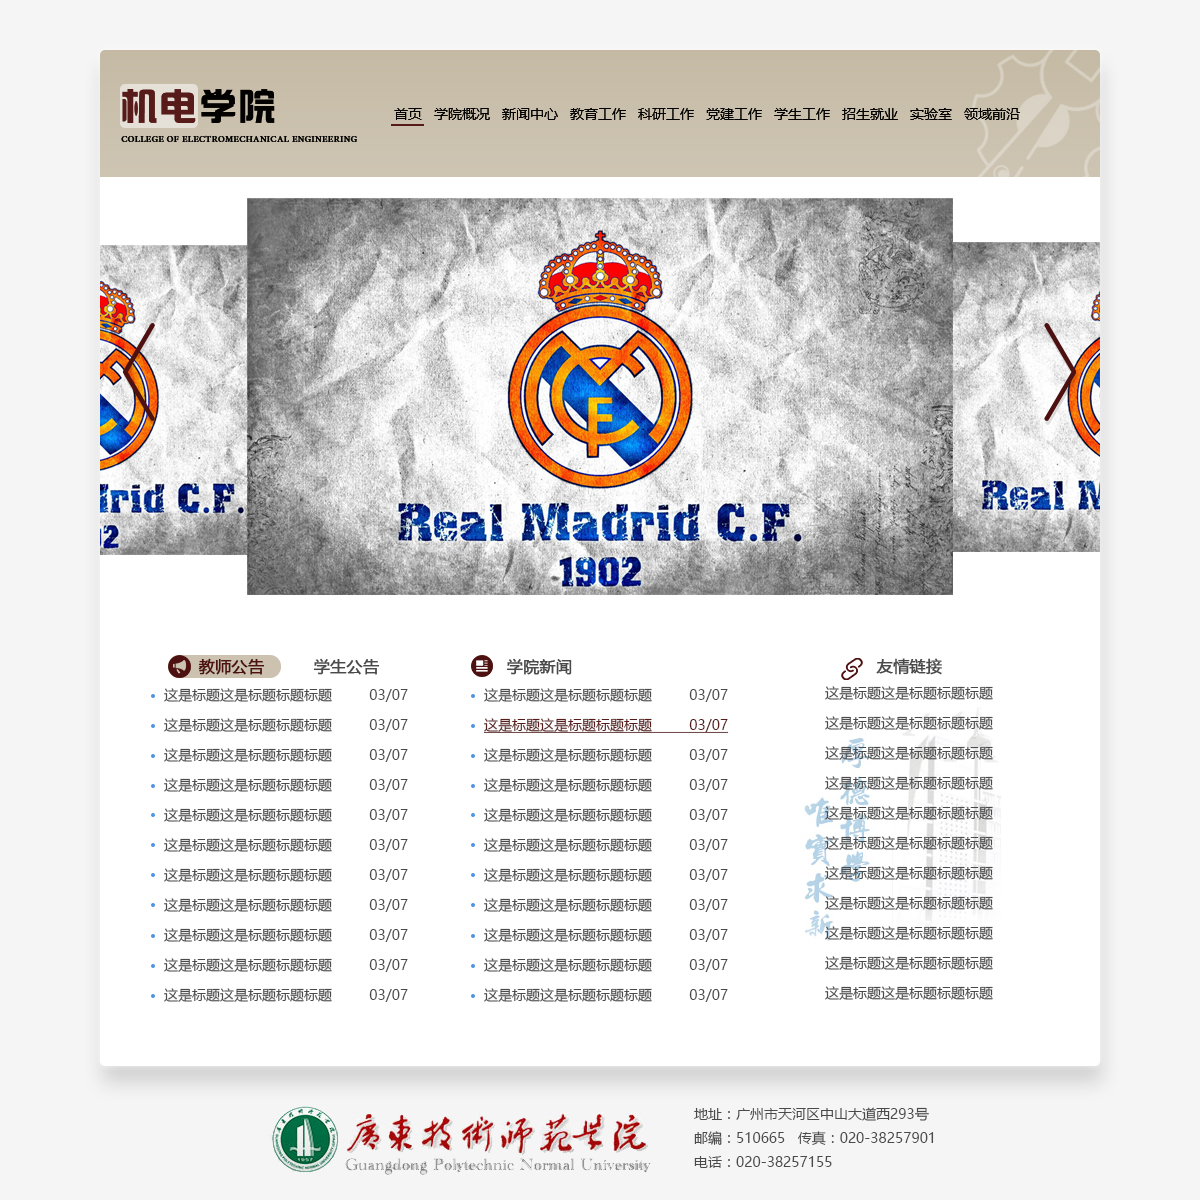 机电学院
COLLEGE OF ELECTROMECHANICAL ENGINEERING
首页 学院概况 新闻中心 教育工作 科研工作 党建工作 学生工作 招生就业 实验室 领域前沿
Madrid C.F.
1902
Real Madrid C.F.
1902
Real M
教师公告 学生公告
这是标题这是标题标题标题 03/07
这是标题这是标题标题标题 03/07
这是标题这是标题标题标题 03/07
这是标题这是标题标题标题 03/07
这是标题这是标题标题标题 03/07
这是标题这是标题标题标题 03/07
这是标题这是标题标题标题 03/07
这是标题这是标题标题标题 03/07
这是标题这是标题标题标题 03/07
这是标题这是标题标题标题 03/07
这是标题这是标题标题标题 03/07
学院新闻
这是标题这是标题标题标题 03/07
这是标题这是标题标题标题 03/07
这是标题这是标题标题标题 03/07
这是标题这是标题标题标题 03/07
这是标题这是标题标题标题 03/07
这是标题这是标题标题标题 03/07
这是标题这是标题标题标题 03/07
这是标题这是标题标题标题 03/07
这是标题这是标题标题标题 03/07
这是标题这是标题标题标题 03/07
这是标题这是标题标题标题 03/07
友情链接
这是标题这是标题标题标题
这是标题这是标题标题标题
这是标题这是标题标题标题
这是标题这是标题标题标题
这是标题这是标题标题标题
这是标题这是标题标题标题
这是标题这是标题标题标题
这是标题这是标题标题标题
这是标题这是标题标题标题
这是标题这是标题标题标题
这是标题这是标题标题标题
厚德博學
唯實求新
廣東技術師范学院
Guangdong Polytechnic Normal University
地址：广州市天河区中山大道西293号
邮编：510665 传真：020-38257901
电话：020-38257155